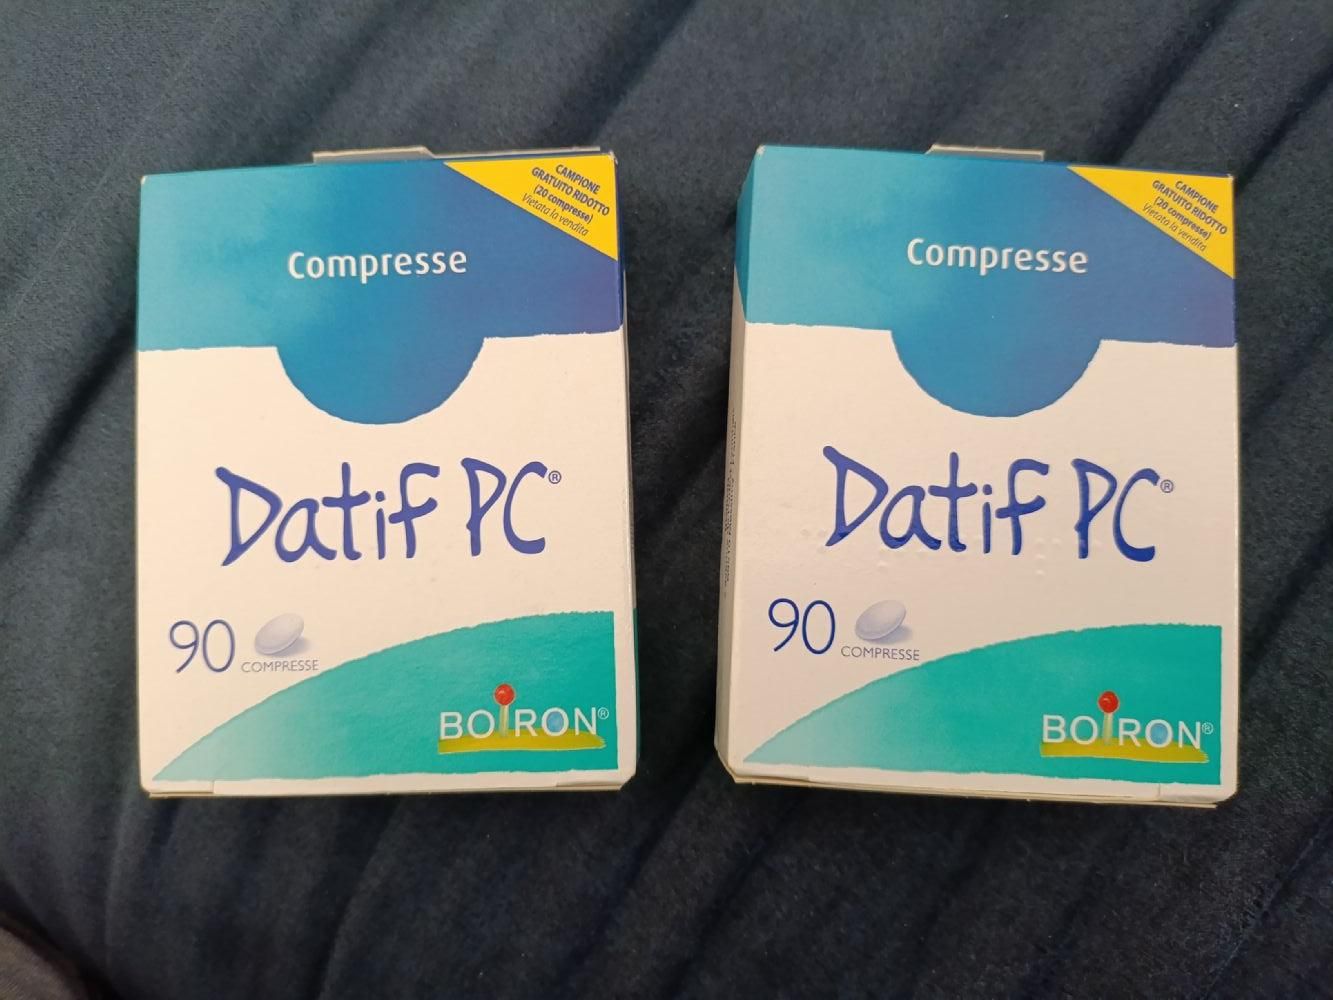 CAMPIONE
GRATUITO RIDOTTO
(20 compresse)
Vietata la vendita
Compresse
Datif PC®
90 COMPRESSE
BOIRON®
CAMPIONE
GRATUITO RIDOTTO
(20 compresse)
Vietata la vendita
Compresse
Datif PC®
90 COMPRESSE
BOIRON®